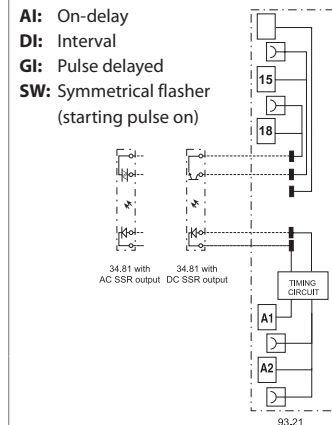 AI: On-delay
DI: Interval
GI: Pulse delayed
SW: Symmetrical flasher
(starting pulse on)
15
18
34.81 with
AC SSR output
34.81 with
DC SSR output
TIMING
CIRCUIT
A1
A2
93.21